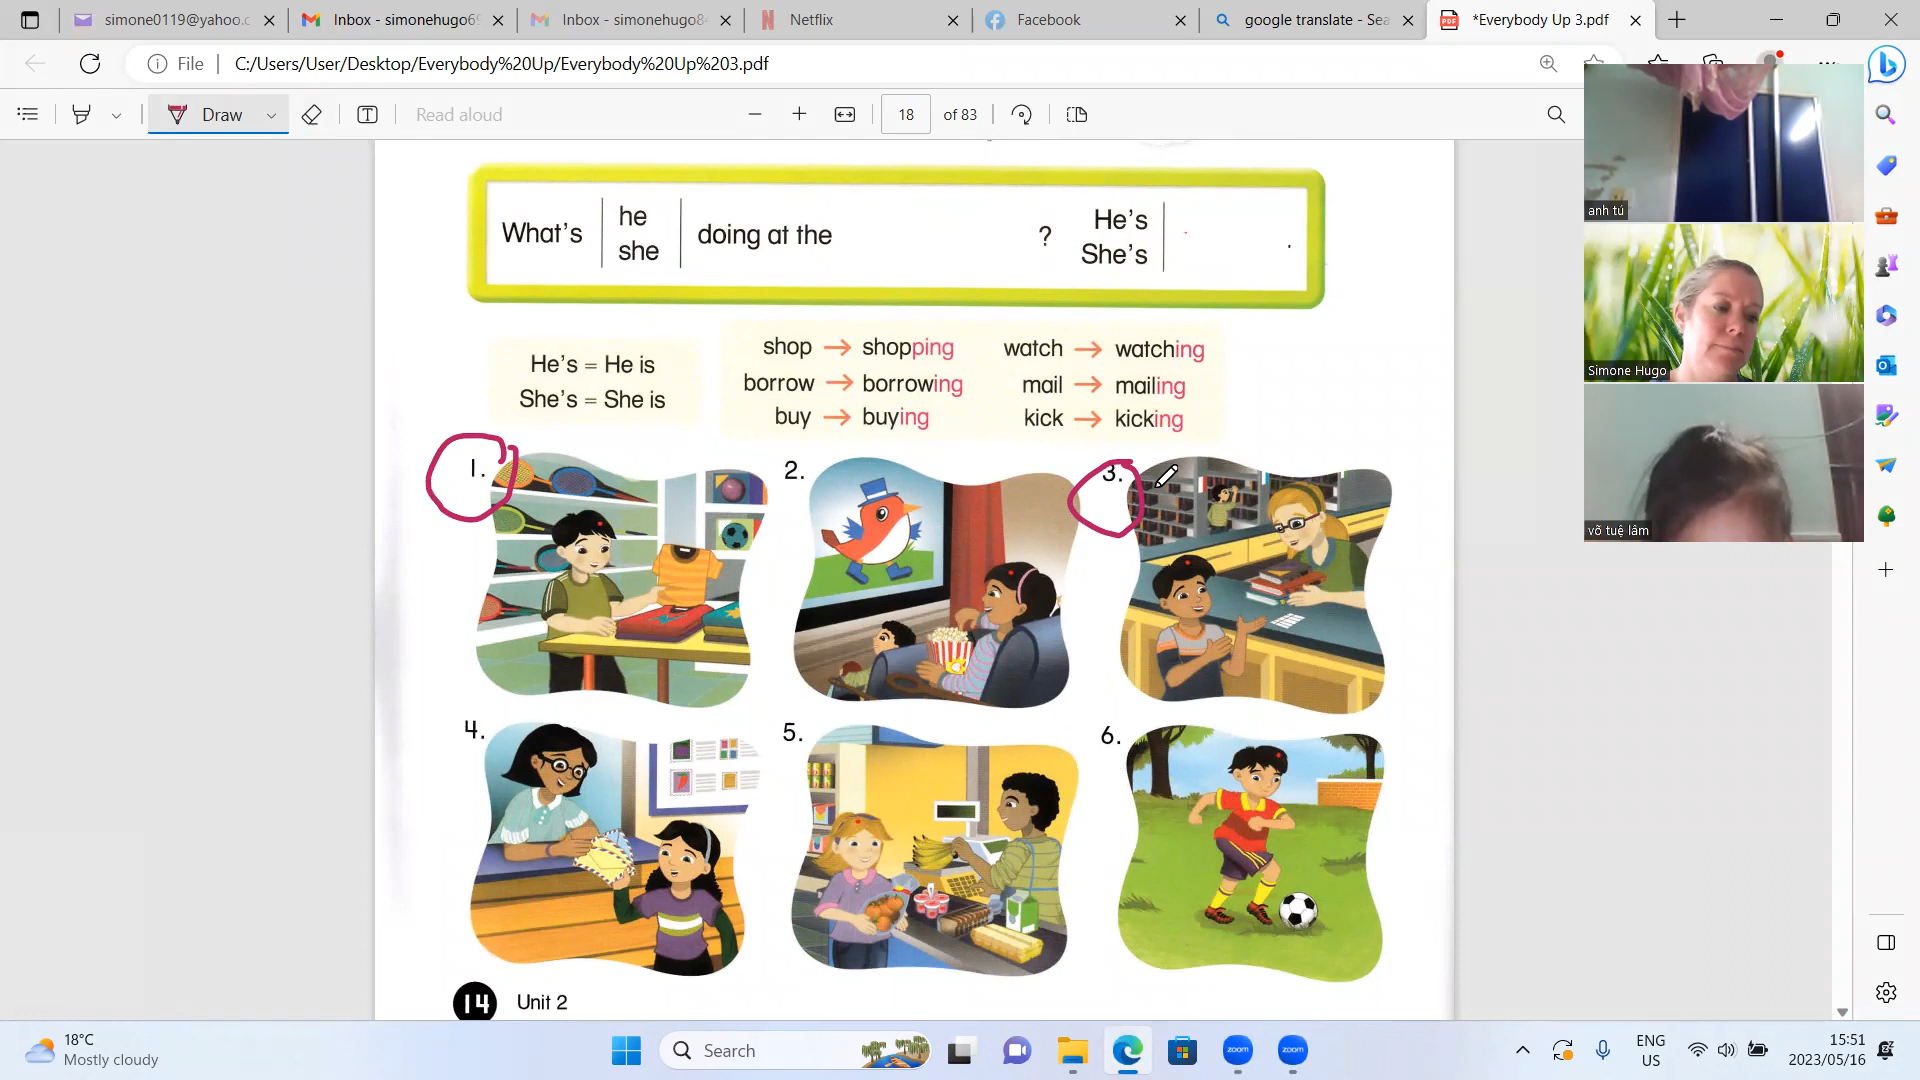 simone0119@yahoo.c
Inbox - simonehugo69
Inbox - simonehugo84
Netflix
Facebook
google translate - Sea
*Everybody Up 3.pdf
File
C:/Users/User/Desktop/Everybody%20Up/Everybody%20Up%203.pdf
Draw
Read aloud
18 of 83
What's he she doing at the ? He's She's .
He's = He is
She's = She is
shop → shopping
borrow → borrowing
buy → buying
watch → watching
mail → mailing
kick → kicking
1.
2.
3.
4.
5.
6.
14 Unit 2
anh tú
Simone Hugo
võ tuệ lâm
18°C
Mostly cloudy
Search
zoom
zoom
ENG
US
15:51
2023/05/16